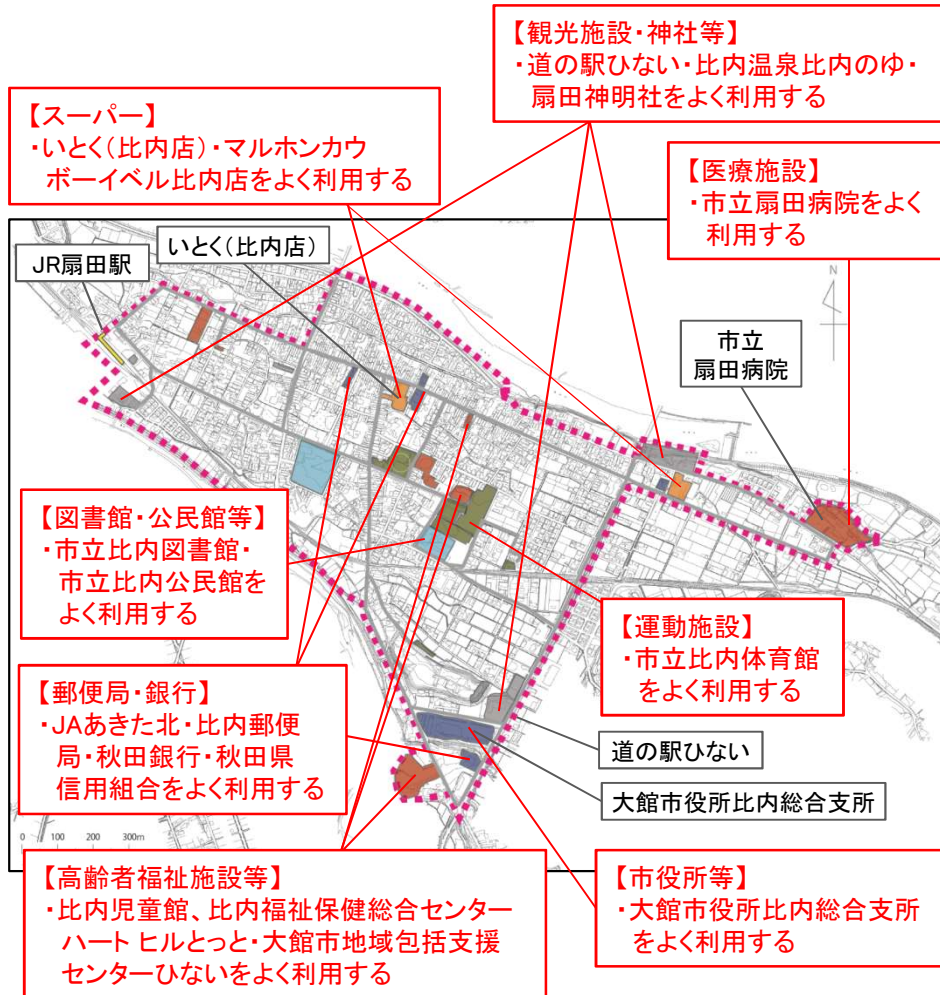 【観光施設・神社等】
・道の駅ひない・比内温泉比内のゆ・
扇田神明社をよく利用する
【スーパー】
・いとく(比内店)・マルホンカウ
ボーイベル比内店をよく利用する
【医療施設】
・市立扇田病院をよく
利用する
JR扇田駅
いとく(比内店)
N
市立
扇田病院
【図書館・公民館等】
・市立比内図書館・
市立比内公民館を
よく利用する
【運動施設】
・市立比内体育館
をよく利用する
【郵便局・銀行】
・JAあきた北・比内郵便
局・秋田銀行・秋田県
信用組合をよく利用する
道の駅ひない
大館市役所比内総合支所
0 100 200 300m
【高齢者福祉施設等】
・比内児童館、比内福祉保健総合センター
ハート ヒルとっと・大館市地域包括支援
センターひないをよく利用する
【市役所等】
・大館市役所比内総合支所
をよく利用する